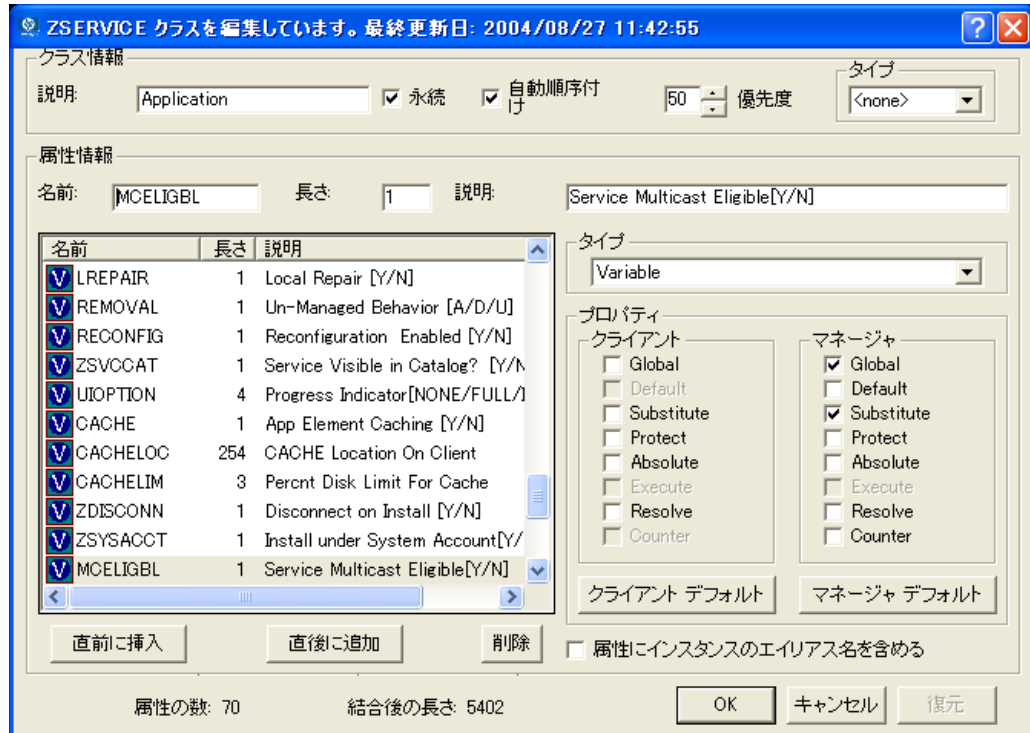 ZSERVICE クラスを編集しています。最終更新日: 2004/08/27 11:42:55
クラス情報
説明: Application 永続 自動順序付け 50 優先度
タイプ
<none>
属性情報
名前: MCELIGBL 長さ: 1 説明: Service Multicast Eligible[Y/N]
名前 長さ 説明
V LREPAIR 1 Local Repair [Y/N]
V REMOVAL 1 Un-Managed Behavior [A/D/U]
V RECONFIG 1 Reconfiguration Enabled [Y/N]
V ZSVCCAT 1 Service Visible in Catalog? [Y/N
V UIOPTION 4 Progress Indicator[NONE/FULL/
V CACHE 1 App Element Caching [Y/N]
V CACHELOC 254 CACHE Location On Client
V CACHELIM 3 Percnt Disk Limit For Cache
V ZDISCONN 1 Disconnect on Install [Y/N]
V ZSYSACCT 1 Install under System Account[Y/
V MCELIGBL 1 Service Multicast Eligible[Y/N]
直前に挿入 直後に追加 削除
タイプ
Variable
プロパティ
クライアント
Global
Default
Substitute
Protect
Absolute
Execute
Resolve
Counter
クライアント デフォルト
マネージャ
Global
Default
Substitute
Protect
Absolute
Execute
Resolve
Counter
マネージャ デフォルト
属性にインスタンスのエイリアス名を含める
属性の数: 70 結合後の長さ: 5402
OK キャンセル 復元